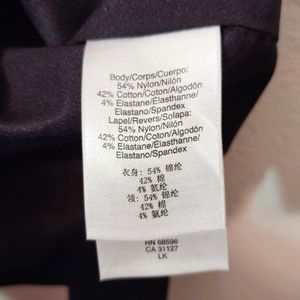 Body/Corps/Cuerpo:
54% Nylon/Nilón
42% Cotton/Coton/Algodón
4% Elastane/Elasthanne/
Elastano/Spandex
Lapel/Revers/Solapa:
54% Nylon/Nilón
42% Cotton/Coton/Algodón
4% Elastane/Elasthanne/
Elastano/Spandex
衣身: 54% 锦纶
42% 棉
4% 氨纶
领: 54% 锦纶
42% 棉
4% 氨纶
HN 68596
CA 31127
LK